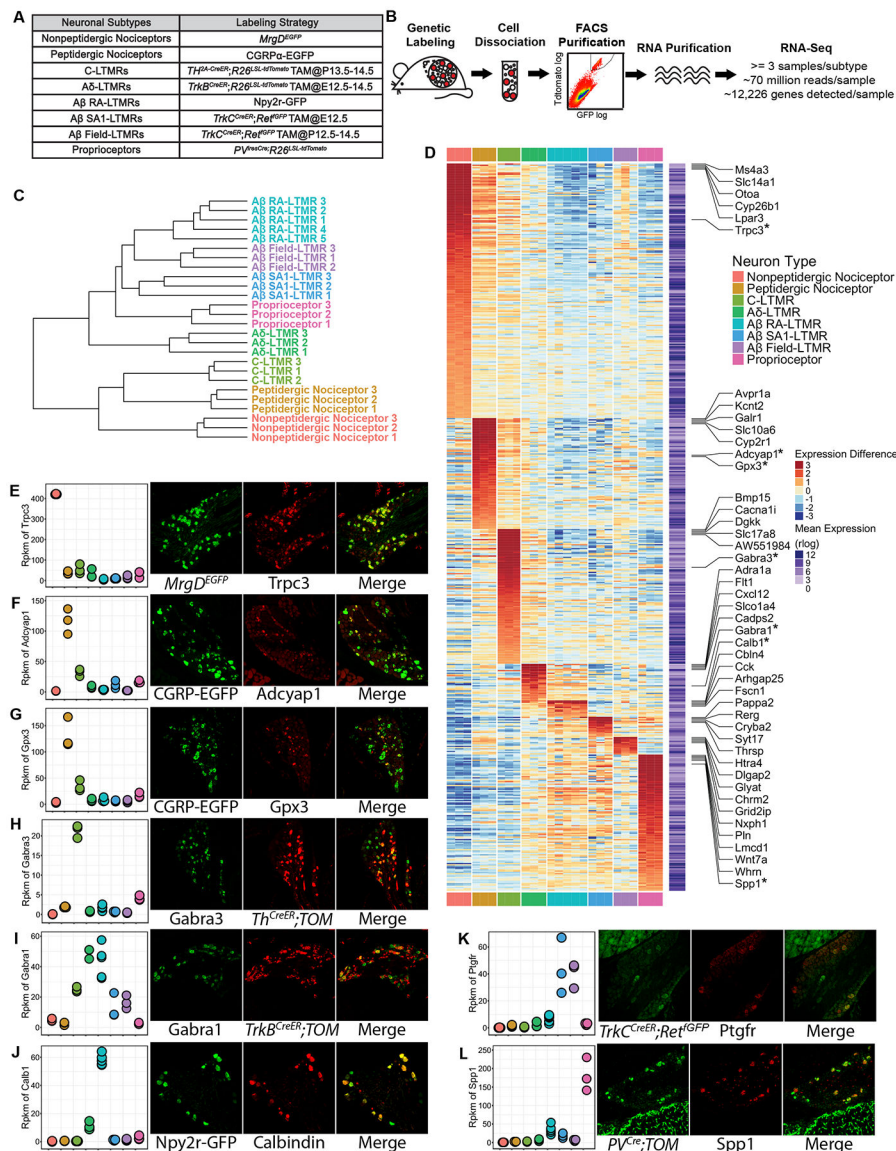 A
Neuronal Subtypes Labeling Strategy
Nonpeptidergic Nociceptors MrgD^EGFP
Peptidergic Nociceptors CGRPα-EGFP
C-LTMRs TH^2A-CreER;R26^LSL-tdTomato TAM@P13.5-14.5
Aδ-LTMRs TrkB^CreER;R26^LSL-tdTomato TAM@E12.5-14.5
Aβ RA-LTMRs Npy2r-GFP
Aβ SA1-LTMRs TrkC^CreER;Ret^fGFP TAM@E12.5
Aβ Field-LTMRs TrkC^CreER;Ret^fGFP TAM@P12.5-14.5
Proprioceptors PV^IresCre;R26^LSL-tdTomato
B
Genetic Labeling
Cell Dissociation
FACS Purification
Tdtomato log
GFP log
RNA Purification
RNA-Seq
>= 3 samples/subtype
~70 million reads/sample
~12,226 genes detected/sample
C
Aβ RA-LTMR 3
Aβ RA-LTMR 2
Aβ RA-LTMR 1
Aβ RA-LTMR 4
Aβ RA-LTMR 5
Aβ Field-LTMR 3
Aβ Field-LTMR 1
Aβ Field-LTMR 2
Aβ SA1-LTMR 3
Aβ SA1-LTMR 2
Aβ SA1-LTMR 1
Proprioceptor 3
Proprioceptor 2
Proprioceptor 1
Aδ-LTMR 3
Aδ-LTMR 2
Aδ-LTMR 1
C-LTMR 3
C-LTMR 1
C-LTMR 2
Peptidergic Nociceptor 3
Peptidergic Nociceptor 2
Peptidergic Nociceptor 1
Nonpeptidergic Nociceptor 3
Nonpeptidergic Nociceptor 2
Nonpeptidergic Nociceptor 1
D
Ms4a3
Slc14a1
Otoa
Cyp26b1
Lpar3
Trpc3*
Neuron Type
Nonpeptidergic Nociceptor
Peptidergic Nociceptor
C-LTMR
Aδ-LTMR
Aβ RA-LTMR
Aβ SA1-LTMR
Aβ Field-LTMR
Proprioceptor
Avpr1a
Kcnt2
Galr1
Slc10a6
Cyp2r1
Adcyap1*
Gpx3*
Bmp15
Cacna1i
Dgkk
Slc17a8
AW551984
Gabra3*
Adra1a
Flt1
Cxcl12
Slco1a4
Cadps2
Gabra1*
Calb1*
Cbln4
Cck
Arhgap25
Fscn1
Pappa2
Rerg
Cryba2
Syt17
Thrsp
Htra4
Dlgap2
Glyat
Chrm2
Grid2ip
Nxph1
Pln
Lmcd1
Wnt7a
Whrn
Spp1*
Expression Difference
3
2
1
0
-1
-2
-3
Mean Expression
(rlog)
12
9
6
3
0
E
Rpkm of Trpc3
400
300
200
100
0
MrgD^EGFP Trpc3 Merge
F
Rpkm of Adcyap1
150
100
50
0
CGRP-EGFP Adcyap1 Merge
G
Rpkm of Gpx3
150
100
50
0
CGRP-EGFP Gpx3 Merge
H
Rpkm of Gabra3
20
15
10
5
0
Gabra3 Th^CreER;TOM Merge
I
Rpkm of Gabra1
60
40
20
0
Gabra1 TrkB^CreER;TOM Merge
J
Rpkm of Calb1
60
40
20
0
Npy2r-GFP Calbindin Merge
K
Rpkm of Ptgfr
60
40
20
0
TrkC^CreER;Ret^fGFP Ptgfr Merge
L
Rpkm of Spp1
250
200
150
100
50
0
PV^Cre;TOM Spp1 Merge